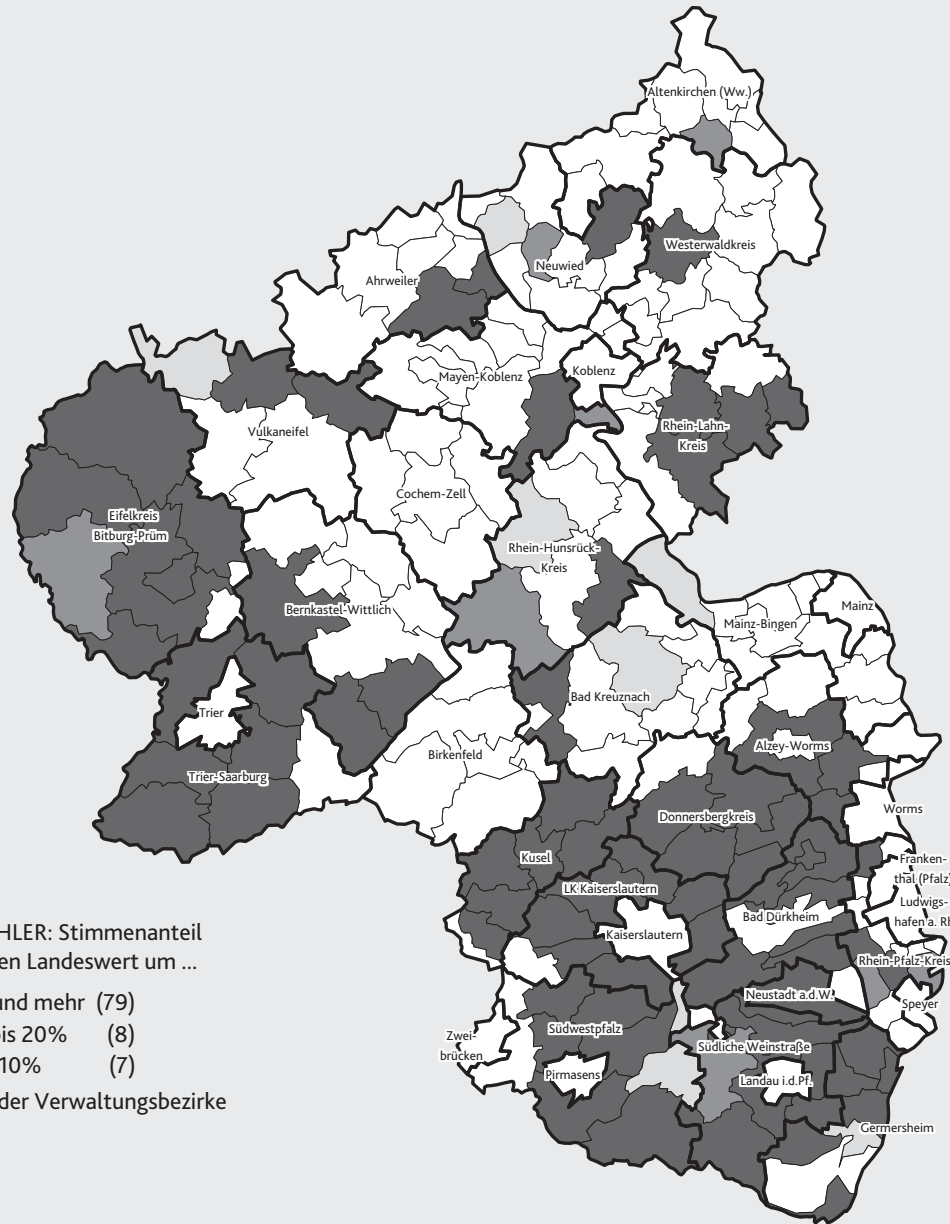 Altenkirchen (Ww.)
Westerwaldkreis
Neuwied
Ahrweiler
Mayen-Koblenz
Koblenz
Rhein-Lahn-
Kreis
Vulkaneifel
Cochem-Zell
Eifelkreis
Bitburg-Prüm
Rhein-Hunsrück-
Kreis
Bernkastel-Wittlich
Mainz
Mainz-Bingen
Bad Kreuznach
Trier
Alzey-Worms
Birkenfeld
Trier-Saarburg
Worms
Donnersbergkreis
Kusel
Franken-
thal (Pfalz)
LK Kaiserslautern
Ludwigs-
hafen a. Rh
Bad Dürkheim
Kaiserslautern
Rhein-Pfalz-Kreis
Neustadt a.d.W.
Speyer
Südwestpfalz
Zwei-
brücken
Südliche Weinstraße
Pirmasens
Landau i.d.Pf.
Germersheim
HLER: Stimmenanteil
en Landeswert um ...
und mehr (79)
is 20% (8)
10% (7)
der Verwaltungsbezirke